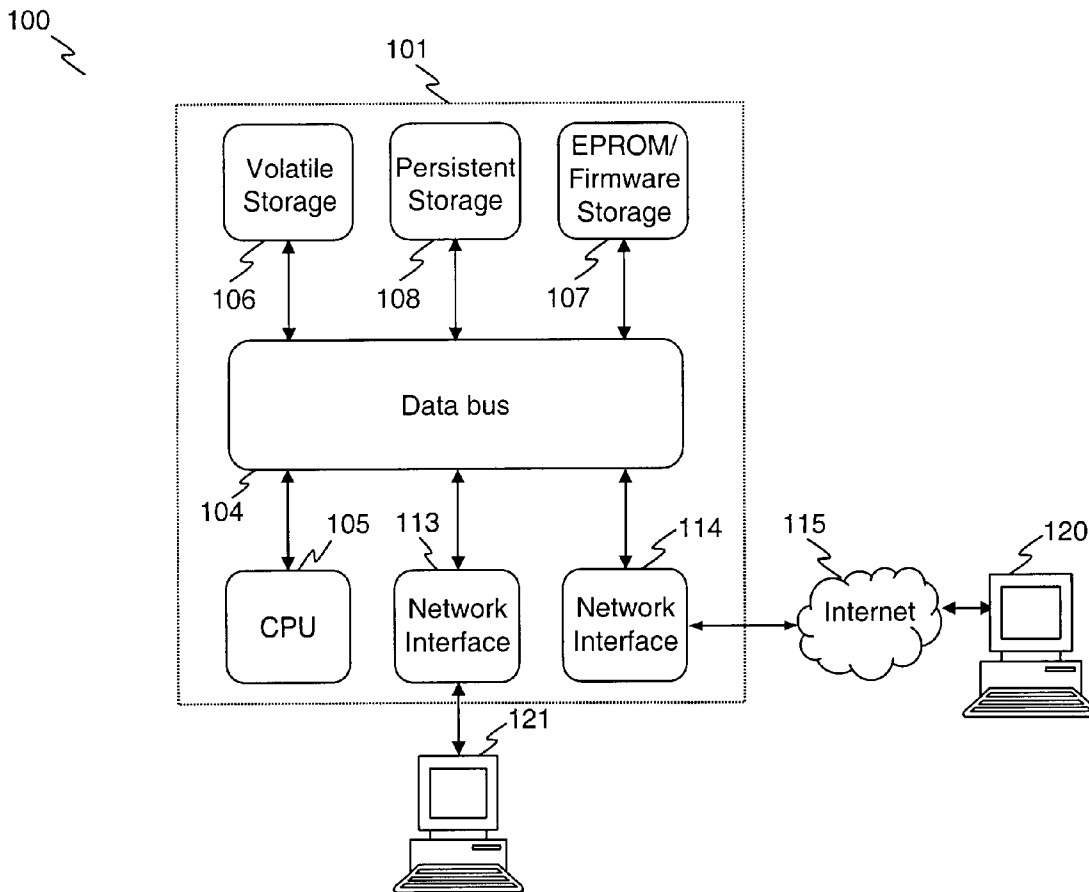 100
101
Volatile
Storage
Persistent
Storage
EPROM/
Firmware
Storage
106
108
107
Data bus
104
105
113
114
115
120
CPU
Network
Interface
Network
Interface
Internet
121